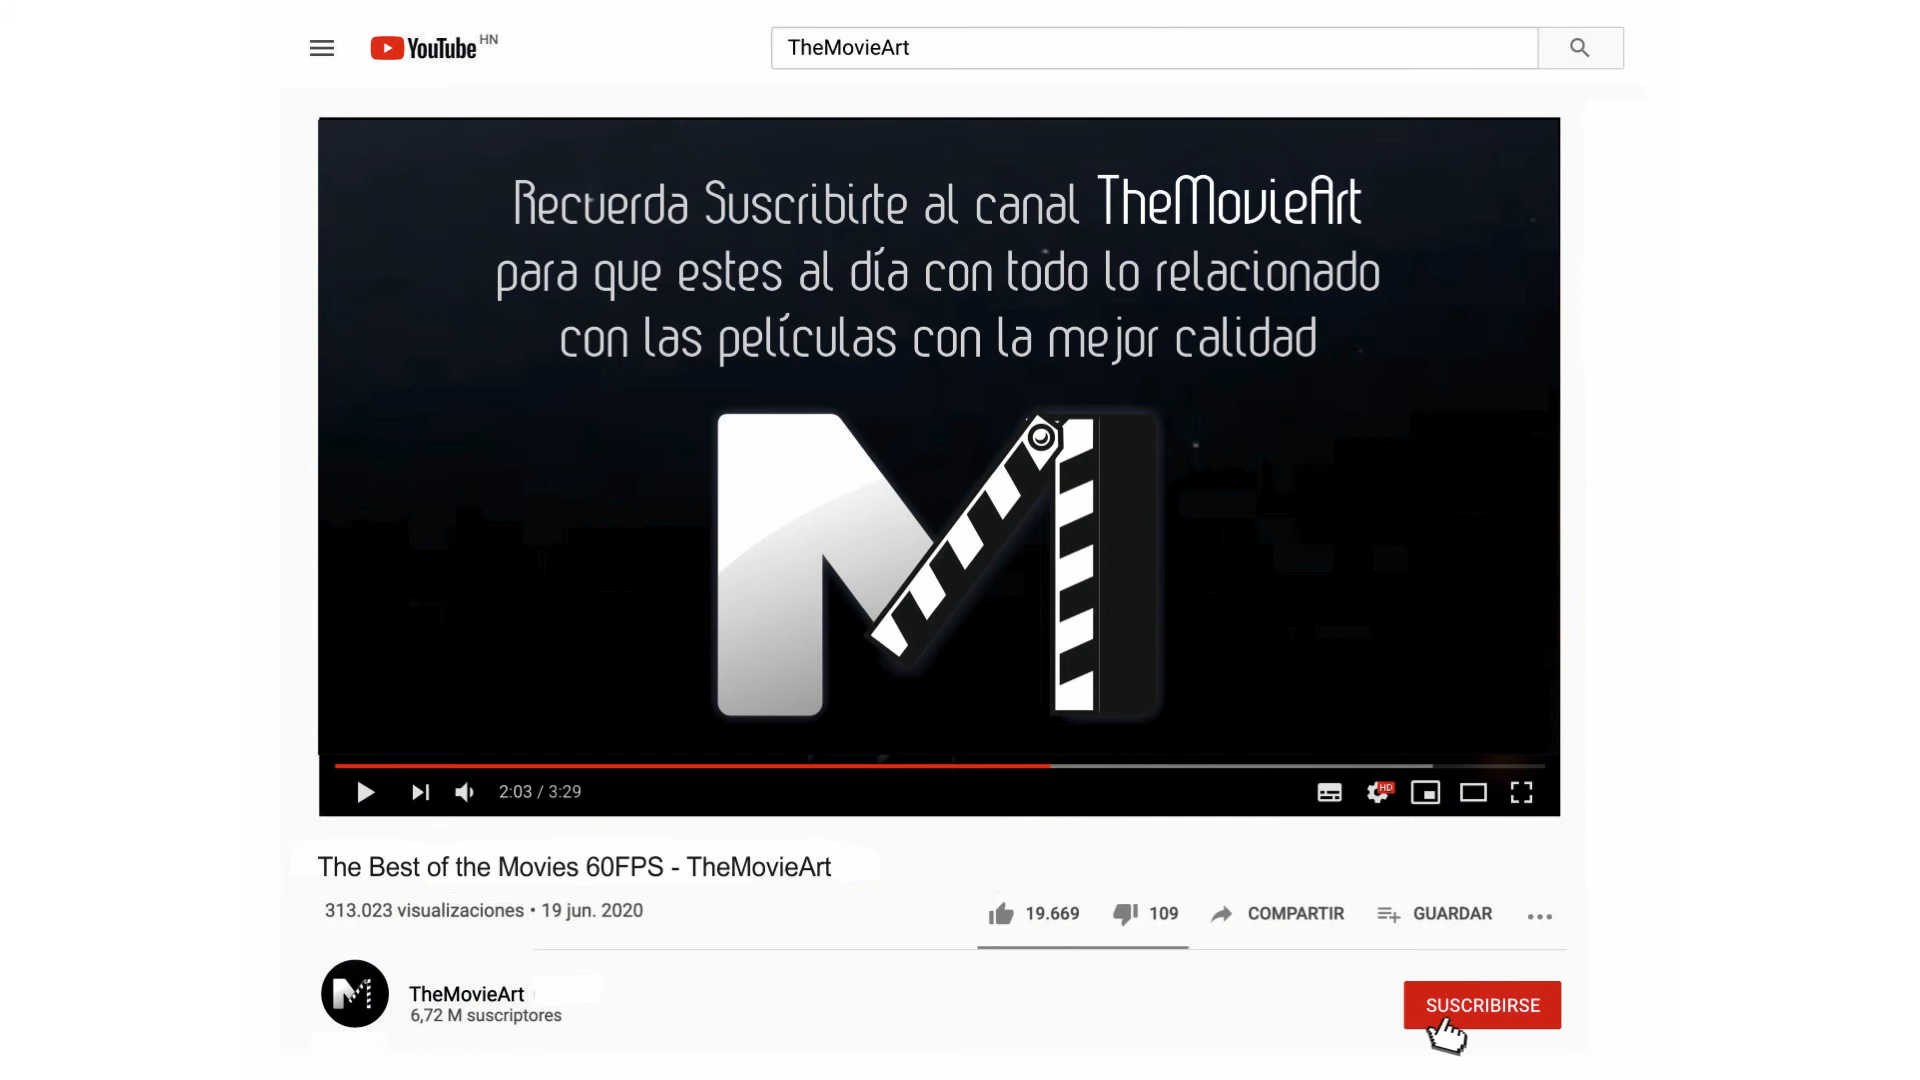 YouTube HN
TheMovieArt
Recuerda Suscribirte al canal TheMovieArt
para que estes al día con todo lo relacionado
con las películas con la mejor calidad
2:03 / 3:29
HD
The Best of the Movies 60FPS - TheMovieArt
313.023 visualizaciones • 19 jun. 2020
19.669 109 COMPARTIR GUARDAR
TheMovieArt
6,72 M suscriptores
SUSCRIBIRSE